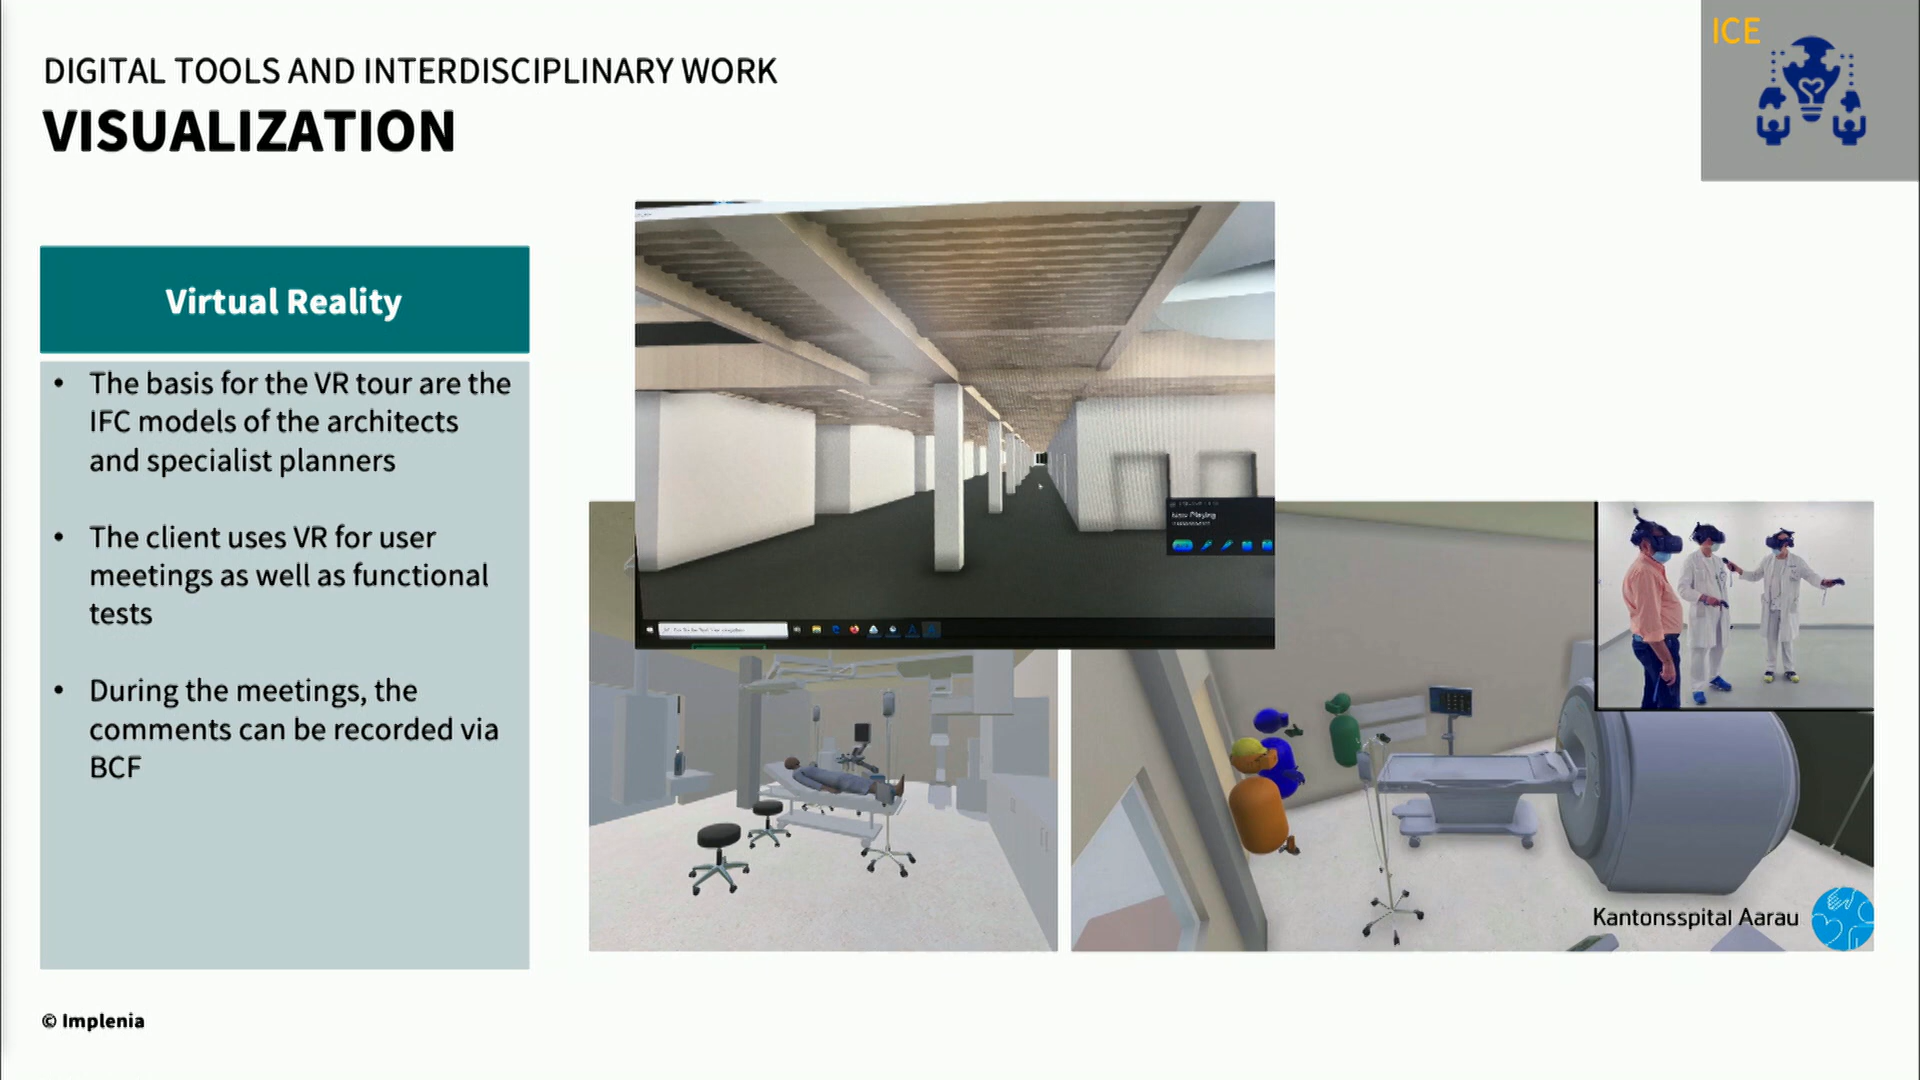 DIGITAL TOOLS AND INTERDISCIPLINARY WORK
VISUALIZATION
ICE
Virtual Reality
• The basis for the VR tour are the
IFC models of the architects
and specialist planners
• The client uses VR for user
meetings as well as functional
tests
• During the meetings, the
comments can be recorded via
BCF
Now Playing
Kantonsspital Aarau
© Implenia